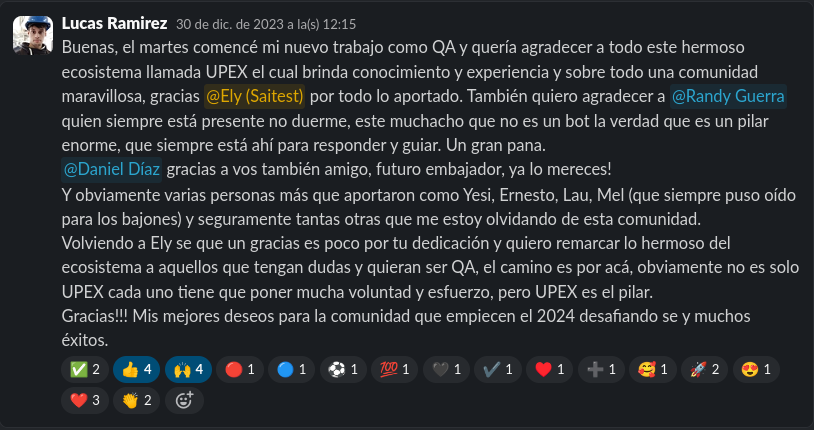 Lucas Ramirez 30 de dic. de 2023 a la(s) 12:15
Buenas, el martes comencé mi nuevo trabajo como QA y quería agradecer a todo este hermoso
ecosistema llamada UPEX el cual brinda conocimiento y experiencia y sobre todo una comunidad
maravillosa, gracias @Ely (Saitest) por todo lo aportado. También quiero agradecer a @Randy Guerra
quien siempre está presente no duerme, este muchacho que no es un bot la verdad que es un pilar
enorme, que siempre está ahí para responder y guiar. Un gran pana.
@Daniel Díaz gracias a vos también amigo, futuro embajador, ya lo mereces!
Y obviamente varias personas más que aportaron como Yesi, Ernesto, Lau, Mel (que siempre puso oído
para los bajones) y seguramente tantas otras que me estoy olvidando de esta comunidad.
Volviendo a Ely se que un gracias es poco por tu dedicación y quiero remarcar lo hermoso del
ecosistema a aquellos que tengan dudas y quieran ser QA, el camino es por acá, obviamente no es solo
UPEX cada uno tiene que poner mucha voluntad y esfuerzo, pero UPEX es el pilar.
Gracias!!! Mis mejores deseos para la comunidad que empiecen el 2024 desafiando se y muchos
éxitos.
✅ 2 👍 4 🙌 4 🔴 1 🔵 1 ⚽ 1 💯 1 🖤 1 ✔️ 1 ♥️ 1 ➕ 1 🥰 1 🚀 2 😍 1
❤️ 3 👏 2